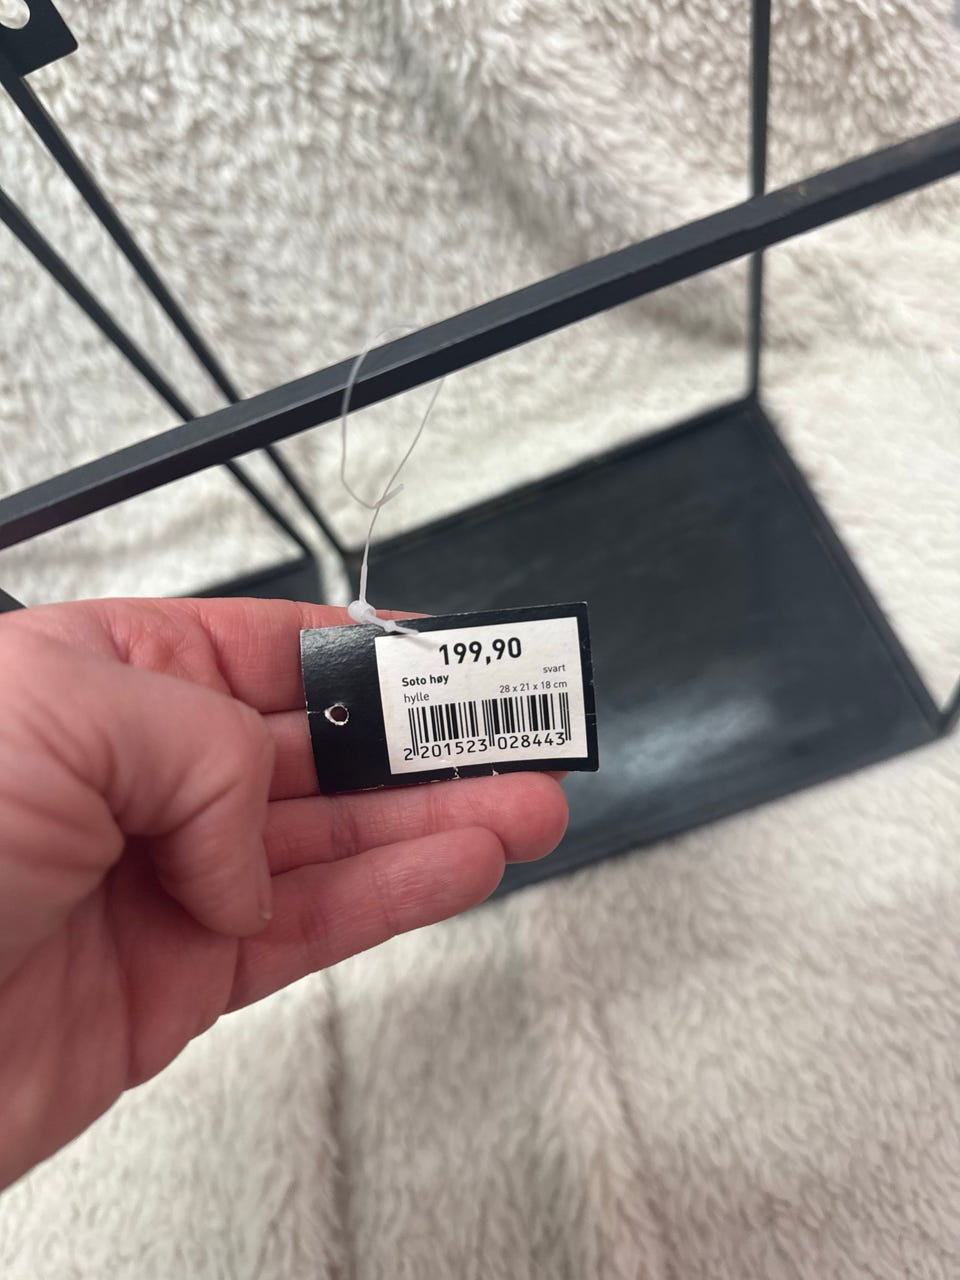 199,90
svart
Soto høy
28 x 21 x 18 cm
hylle
2 201523 028443